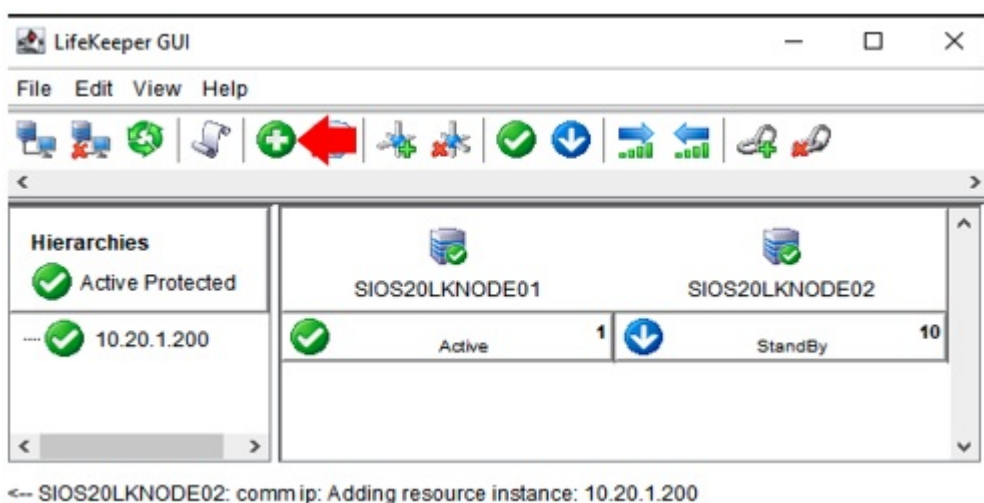 LifeKeeper GUI
File Edit View Help
Hierarchies
Active Protected
SIOS20LKNODE01
SIOS20LKNODE02
10.20.1.200
Active 1
StandBy 10
<-- SIOS20LKNODE02: comm ip: Adding resource instance: 10.20.1.200